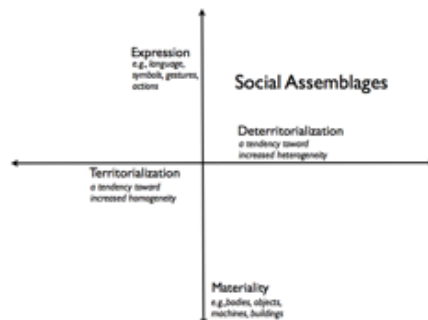 Expression
e.g., language,
symbols, gestures,
actions
Social Assemblages
Deterritorialization
a tendency toward
increased heterogeneity
Territorialization
a tendency toward
increased homogeneity
Materiality
e.g., bodies, objects,
machines, buildings